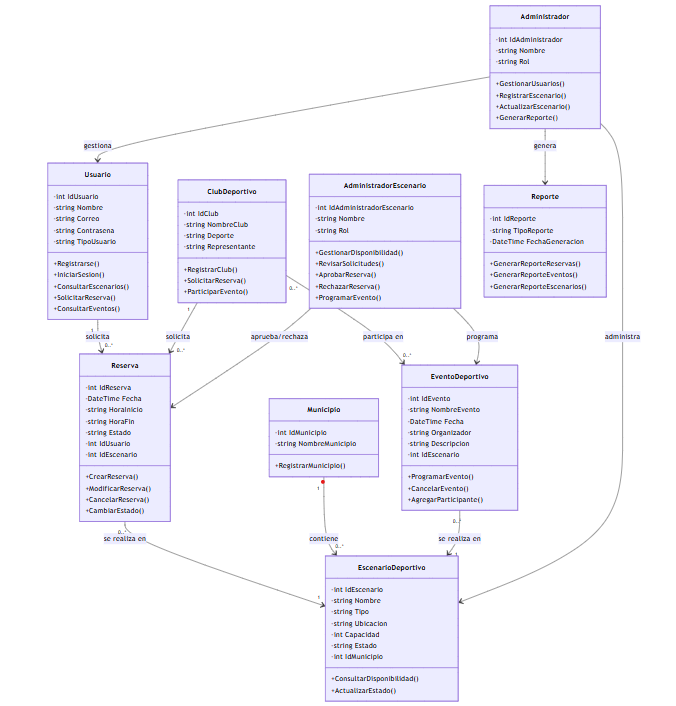 Administrador
-int IdAdministrador
-string Nombre
-string Rol
+GestionarUsuarios()
+RegistrarEscenario()
+ActualizarEscenario()
+GenerarReporte()
gestiona
genera
Usuario
-int IdUsuario
-string Nombre
-string Correo
-string Contrasena
-string TipoUsuario
+Registrarse()
+IniciarSesion()
+ConsultarEscenarios()
+SolicitarReserva()
+ConsultarEventos()
ClubDeportivo
-int IdClub
-string NombreClub
-string Deporte
-string Representante
+RegistrarClub()
+SolicitarReserva()
+ParticiparEvento()
AdministradorEscenario
-int IdAdministradorEscenario
-string Nombre
-string Rol
+GestionarDisponibilidad()
+RevisarSolicitudes()
+AprobarReserva()
+RechazarReserva()
+ProgramarEvento()
Reporte
-int IdReporte
-string TipoReporte
-DateTime FechaGeneracion
+GenerarReporteReservas()
+GenerarReporteEventos()
+GenerarReporteEscenarios()
1
1
0..*
solicita
solicita
aprueba/rechaza
participa en
programa
administra
0..*
0..*
0..*
Reserva
-int IdReserva
-DateTime Fecha
-string HoraInicio
-string HoraFin
-string Estado
-int IdUsuario
-int IdEscenario
+CrearReserva()
+ModificarReserva()
+CancelarReserva()
+CambiarEstado()
Municipio
-int IdMunicipio
-string NombreMunicipio
+RegistrarMunicipio()
EventoDeportivo
-int IdEvento
-string NombreEvento
-DateTime Fecha
-string Organizador
-string Descripcion
-int IdEscenario
+ProgramarEvento()
+CancelarEvento()
+AgregarParticipante()
0..*
1
0..*
se realiza en
contiene
se realiza en
0..*
1
1
EscenarioDeportivo
-int IdEscenario
-string Nombre
-string Tipo
-string Ubicacion
-int Capacidad
-string Estado
-int IdMunicipio
+ConsultarDisponibilidad()
+ActualizarEstado()